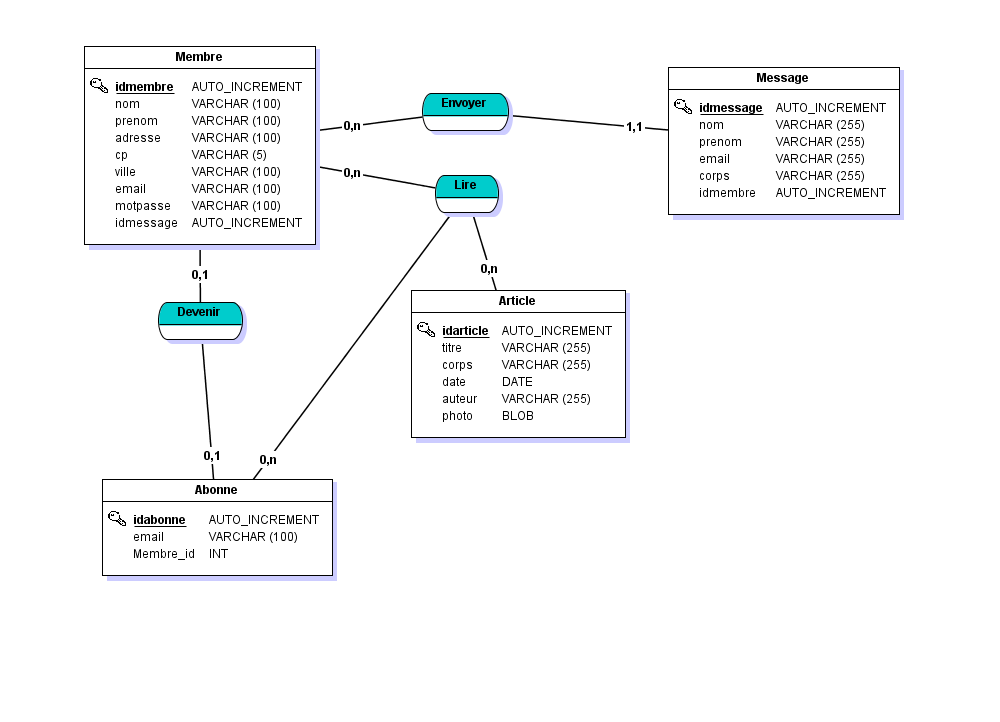 Membre
idmembre AUTO_INCREMENT
nom VARCHAR (100)
prenom VARCHAR (100)
adresse VARCHAR (100)
cp VARCHAR (5)
ville VARCHAR (100)
email VARCHAR (100)
motpasse VARCHAR (100)
idmessage AUTO_INCREMENT
0,n
Envoyer
1,1
Message
idmessage AUTO_INCREMENT
nom VARCHAR (255)
prenom VARCHAR (255)
email VARCHAR (255)
corps VARCHAR (255)
idmembre AUTO_INCREMENT
0,n
Lire
0,n
0,1
Devenir
Article
idarticle AUTO_INCREMENT
titre VARCHAR (255)
corps VARCHAR (255)
date DATE
auteur VARCHAR (255)
photo BLOB
0,1
0,n
Abonne
idabonne AUTO_INCREMENT
email VARCHAR (100)
Membre_id INT